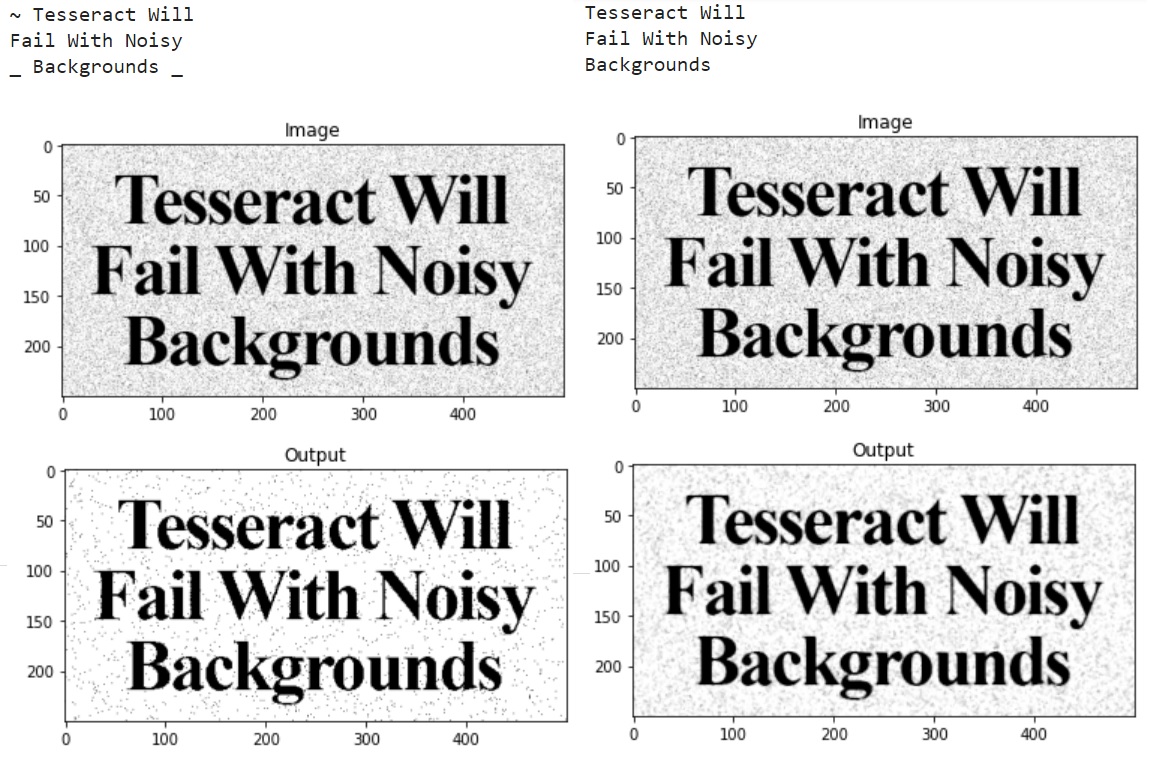 ~ Tesseract Will
Fail With Noisy
_ Backgrounds _
Image
0
50
100
150
200
Tesseract Will
Fail With Noisy
Backgrounds
0 100 200 300 400
Output
0
50
100
150
200
Tesseract Will
Fail With Noisy
Backgrounds
0 100 200 300 400
Tesseract Will
Fail With Noisy
Backgrounds
Image
0
50
100
150
200
Tesseract Will
Fail With Noisy
Backgrounds
0 100 200 300 400
Output
0
50
100
150
200
Tesseract Will
Fail With Noisy
Backgrounds
0 100 200 300 400